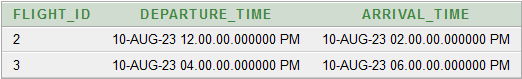 FLIGHT_ID DEPARTURE_TIME ARRIVAL_TIME
2 10-AUG-23 12.00.00.000000 PM 10-AUG-23 02.00.00.000000 PM
3 10-AUG-23 04.00.00.000000 PM 10-AUG-23 06.00.00.000000 PM